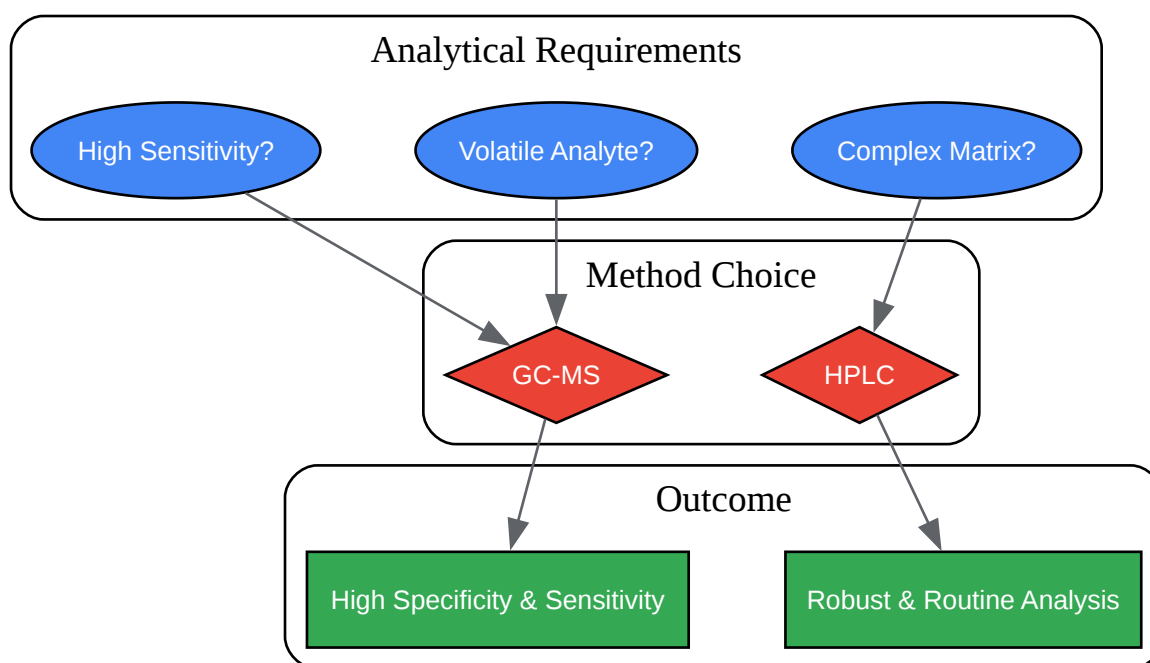 Analytical Requirements
High Sensitivity?
Volatile Analyte?
Complex Matrix?
Method Choice
GC-MS
HPLC
Outcome
High Specificity & Sensitivity
Robust & Routine Analysis